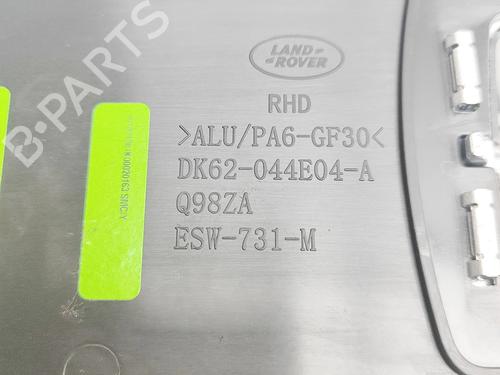 LAND
ROVER
RHD
>ALU/PA6-GF30<
DK62-044E04-A
Q98ZA
ESW-731-M
B-PARTS